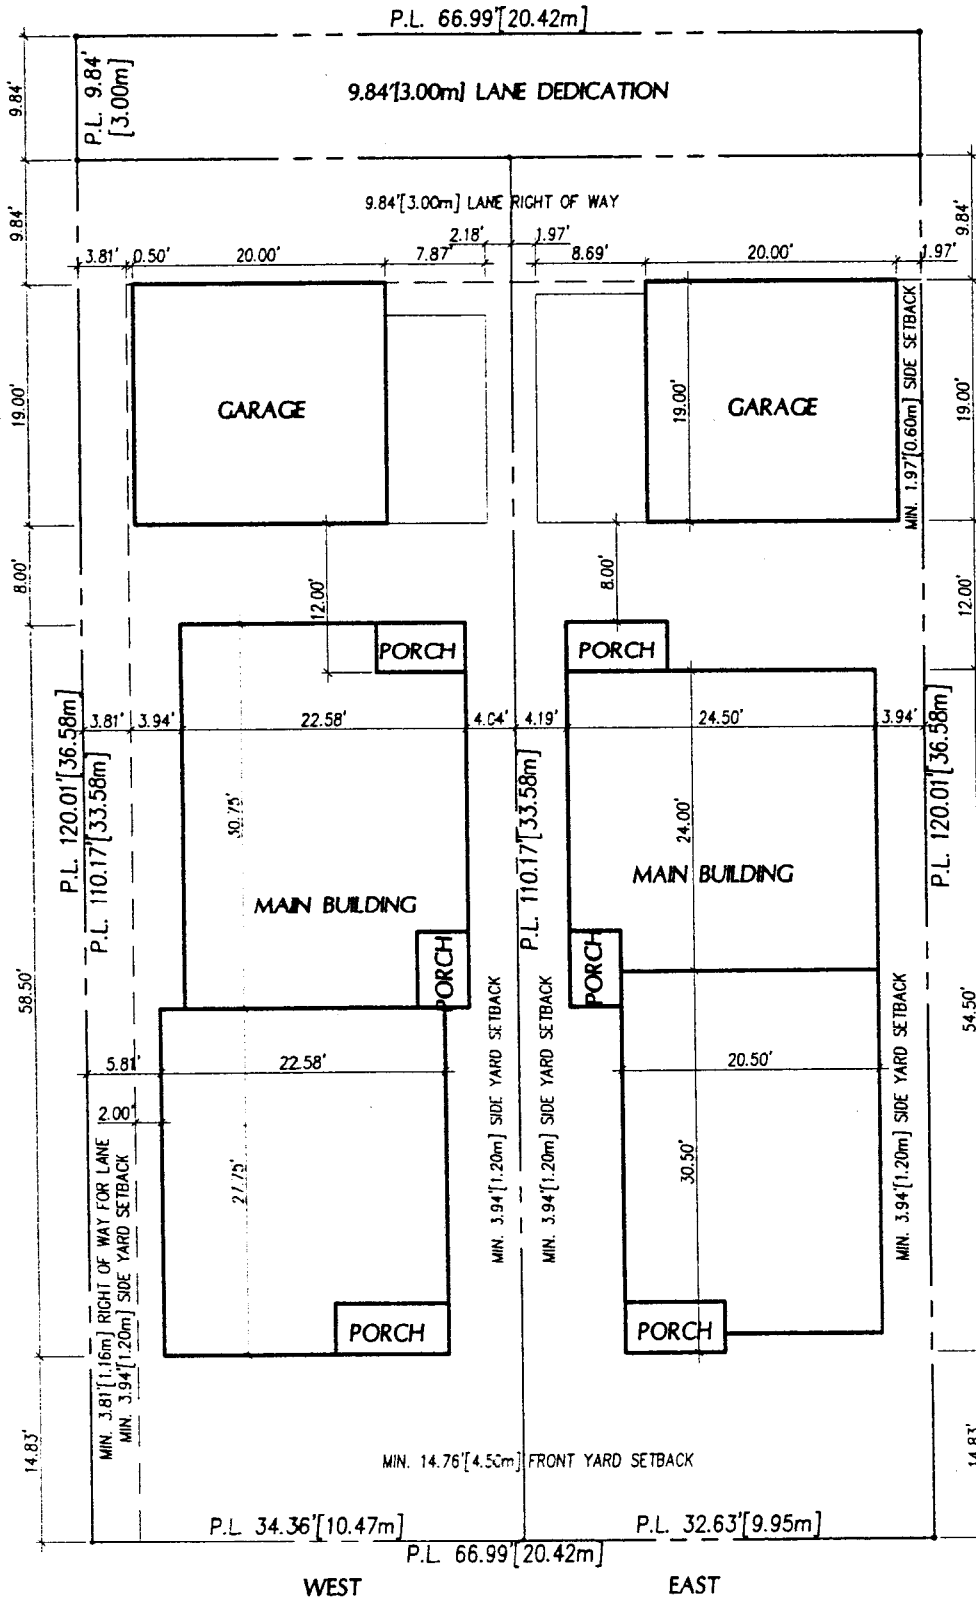 P.L. 66.99'[20.42m]
9.84'
P.L. 9.84'
[3.00m]
9.84'[3.00m] LANE DEDICATION
9.84'
9.84'[3.00m] LANE RIGHT OF WAY
9.84'
2.18'
1.97'
3.81'
0.50'
20.00'
7.87'
8.69'
20.00'
1.97'
19.00'
GARAGE
19.00'
GARAGE
MIN. 1.97'[0.60m] SIDE SETBACK
19.00'
8.00'
12.00'
8.00'
12.00'
PORCH
PORCH
3.81'
3.94'
22.58'
4.04'
4.19'
24.50'
3.94'
P.L. 120.01'[36.58m]
P.L. 110.17'[33.58m]
30.75'
P.L. 110.17'[33.58m]
24.00'
P.L. 120.01'[36.58m]
MAIN BUILDING
MAIN BUILDING
PORCH
PORCH
58.50'
54.50'
5.81'
22.58'
20.50'
2.00'
27.75'
30.50'
MIN. 3.81'[1.16m] RIGHT OF WAY FOR LANE
MIN. 3.94'[1.20m] SIDE YARD SETBACK
MIN. 3.94'[1.20m] SIDE YARD SETBACK
MIN. 3.94'[1.20m] SIDE YARD SETBACK
MIN. 3.94'[1.20m] SIDE YARD SETBACK
PORCH
PORCH
14.83'
14.83'
MIN. 14.76'[4.50m] FRONT YARD SETBACK
P.L. 34.36'[10.47m]
P.L. 32.63'[9.95m]
P.L. 66.99'[20.42m]
WEST
EAST